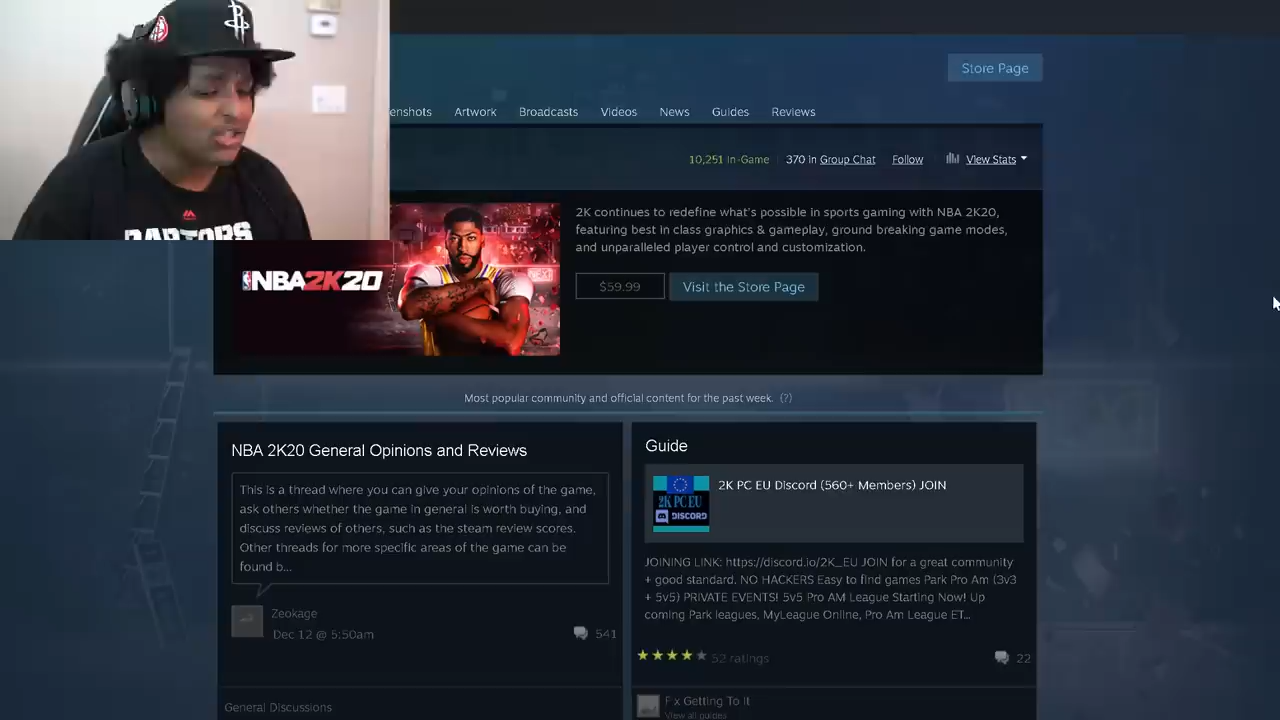 Store Page
enshots Artwork Broadcasts Videos News Guides Reviews
10,251 In-Game 370 in Group Chat Follow View Stats
RAPTORS
2K continues to redefine what's possible in sports gaming with NBA 2K20,
featuring best in class graphics & gameplay, ground breaking game modes,
and unparalleled player control and customization.
NBA2K20
$59.99 Visit the Store Page
Most popular community and official content for the past week. (?)
NBA 2K20 General Opinions and Reviews
This is a thread where you can give your opinions of the game,
ask others whether the game in general is worth buying, and
discuss reviews of others, such as the steam review scores.
Other threads for more specific areas of the game can be
found b...
Zeokage
Dec 12 @ 5:50am
541
General Discussions
Guide
2K PC EU Discord (560+ Members) JOIN
2K PC EU
DISCORD
JOINING LINK: https://discord.io/2K_EU JOIN for a great community
+ good standard. NO HACKERS Easy to find games Park Pro Am (3v3
+ 5v5) PRIVATE EVENTS! 5v5 Pro AM League Starting Now! Up
coming Park leagues, MyLeague Online, Pro Am League ET...
52 ratings
22
F x Getting To It
View all guides